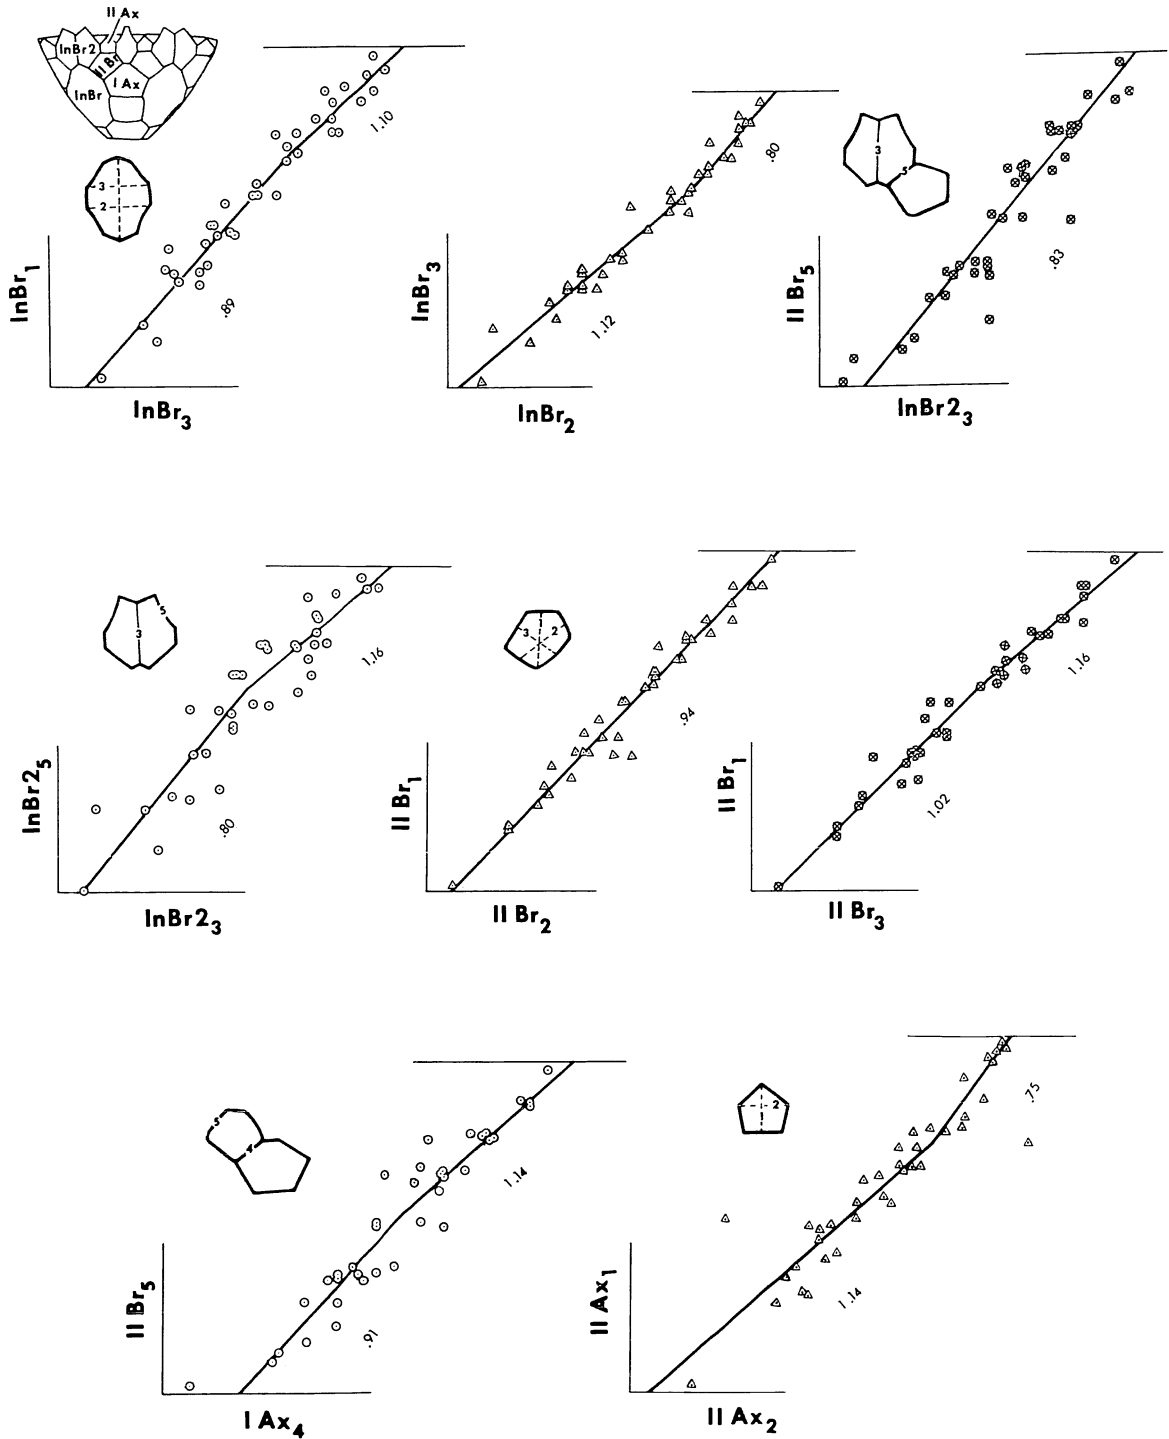 II Ax
InBr2
II Br
I Ax
InBr
3
2
InBr1
1.10
.89
InBr3
InBr3
.80
1.12
InBr2
3
5
II Br5
.83
InBr23
5
3
InBr25
1.16
.80
InBr23
3 2
II Br1
.94
II Br2
II Br1
1.16
1.02
II Br3
5
4
II Br5
1.14
.91
I Ax4
2
II Ax1
.75
1.14
II Ax2